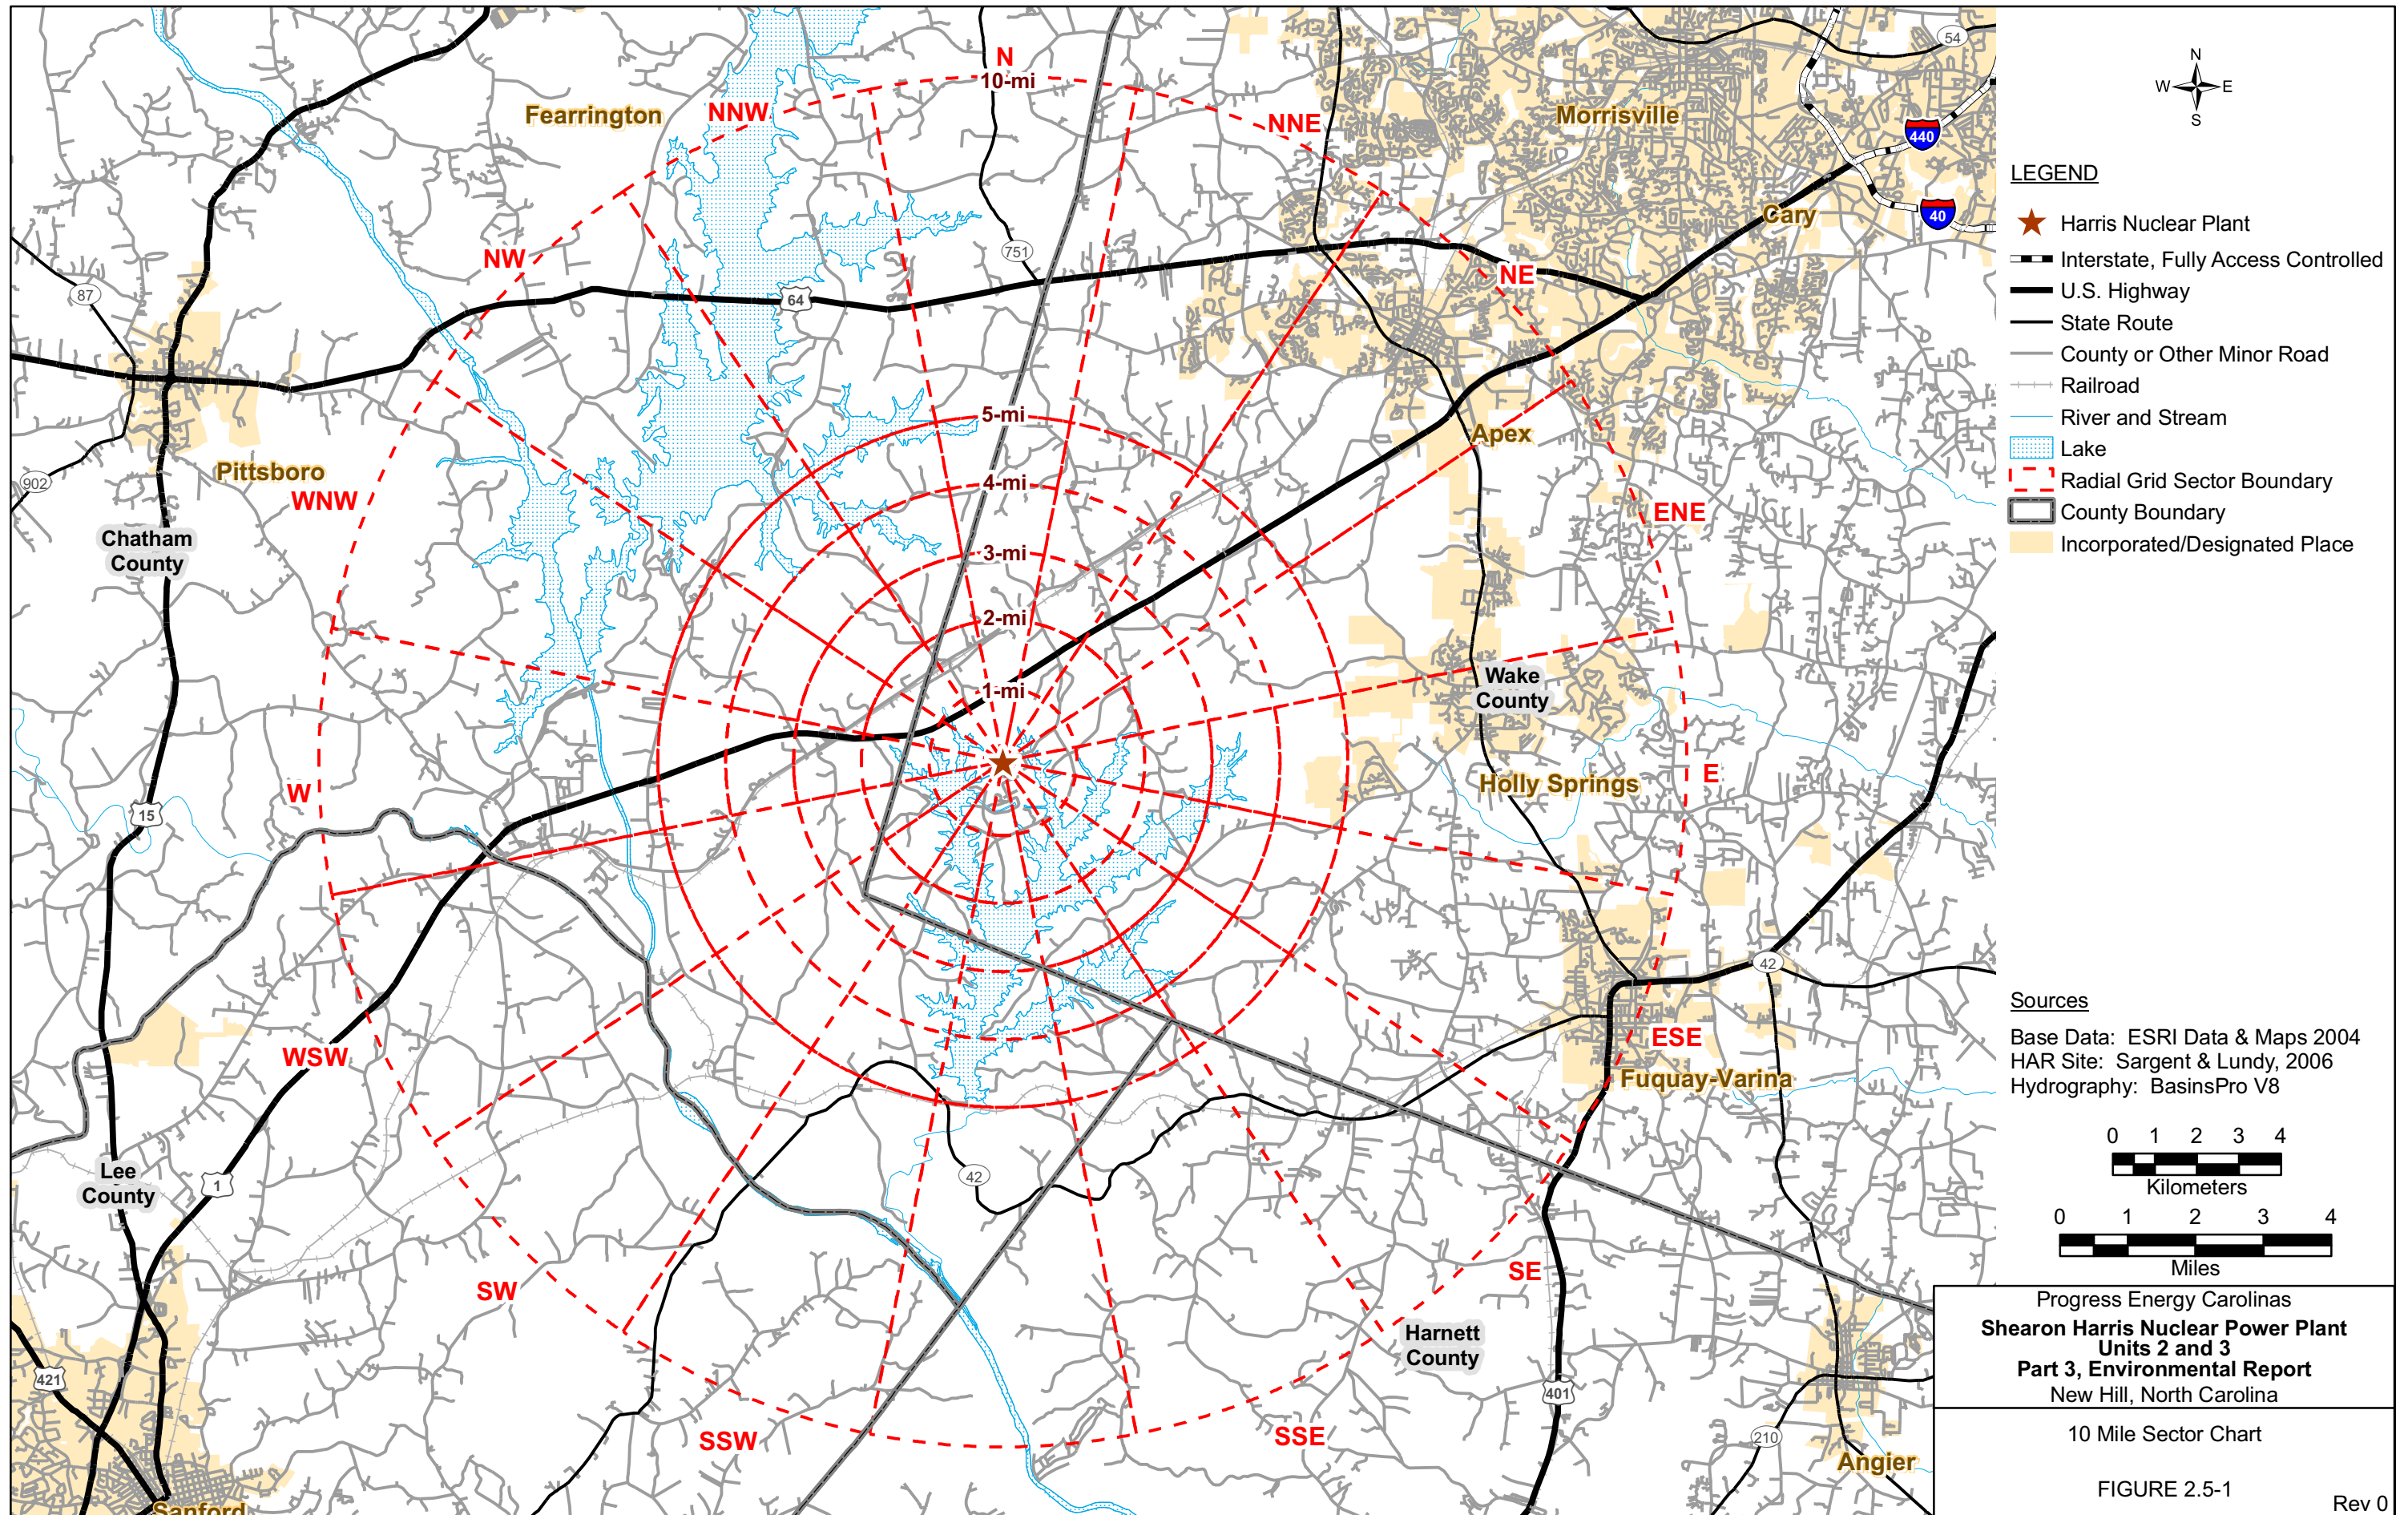 N
10-mi
NNW
NNE
Fearrington
Morrisville
54
440
40
Cary
NW
751
64
NE
87
Pittsboro
902
WNW
5-mi
Apex
4-mi
ENE
Chatham
County
3-mi
2-mi
Wake
County
1-mi
Holly Springs
E
W
15
42
ESE
WSW
Fuquay-Varina
Lee
County
1
42
SW
SE
Harnett
County
421
401
SSW
SSE
210
Angier
Sanford
N
W
E
S
LEGEND
Harris Nuclear Plant
Interstate, Fully Access Controlled
U.S. Highway
State Route
County or Other Minor Road
Railroad
River and Stream
Lake
Radial Grid Sector Boundary
County Boundary
Incorporated/Designated Place
Sources
Base Data: ESRI Data & Maps 2004
HAR Site: Sargent & Lundy, 2006
Hydrography: BasinsPro V8
0 1 2 3 4
Kilometers
0 1 2 3 4
Miles
Progress Energy Carolinas
Shearon Harris Nuclear Power Plant
Units 2 and 3
Part 3, Environmental Report
New Hill, North Carolina
10 Mile Sector Chart
FIGURE 2.5-1
Rev 0